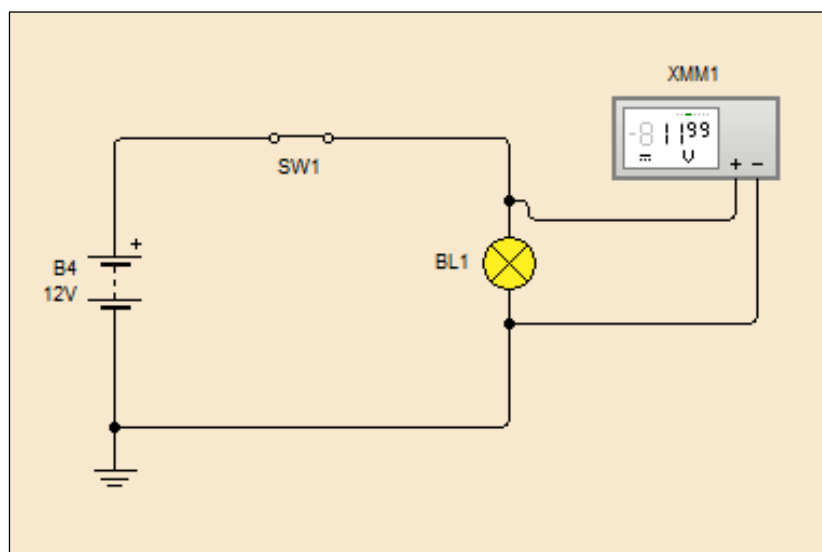 XMM1
-8 11.99
V
+ −
SW1
+
B4
12V
BL1